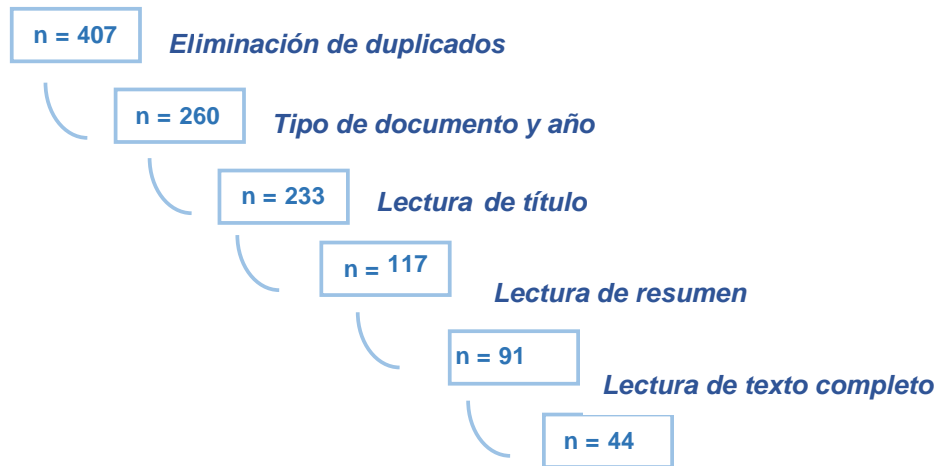 n = 407
Eliminación de duplicados
n = 260
Tipo de documento y año
n = 233
Lectura de título
n = 117
Lectura de resumen
n = 91
Lectura de texto completo
n = 44